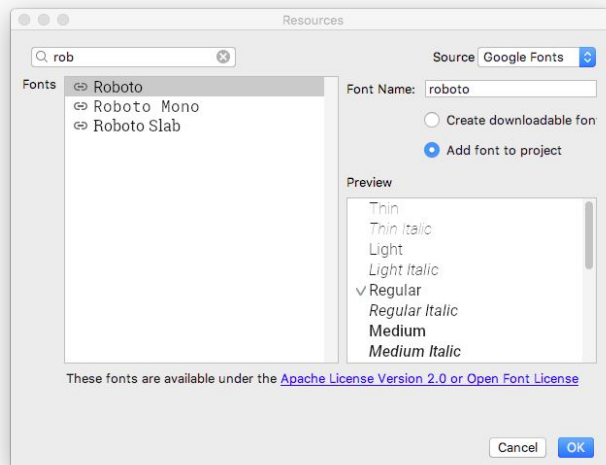 Resources
rob
Source Google Fonts
Fonts
Roboto
Roboto Mono
Roboto Slab
Font Name: roboto
Create downloadable fon
Add font to project
Preview
Thin
Thin Italic
Light
Light Italic
Regular
Regular Italic
Medium
Medium Italic
These fonts are available under the Apache License Version 2.0 or Open Font License
Cancel OK